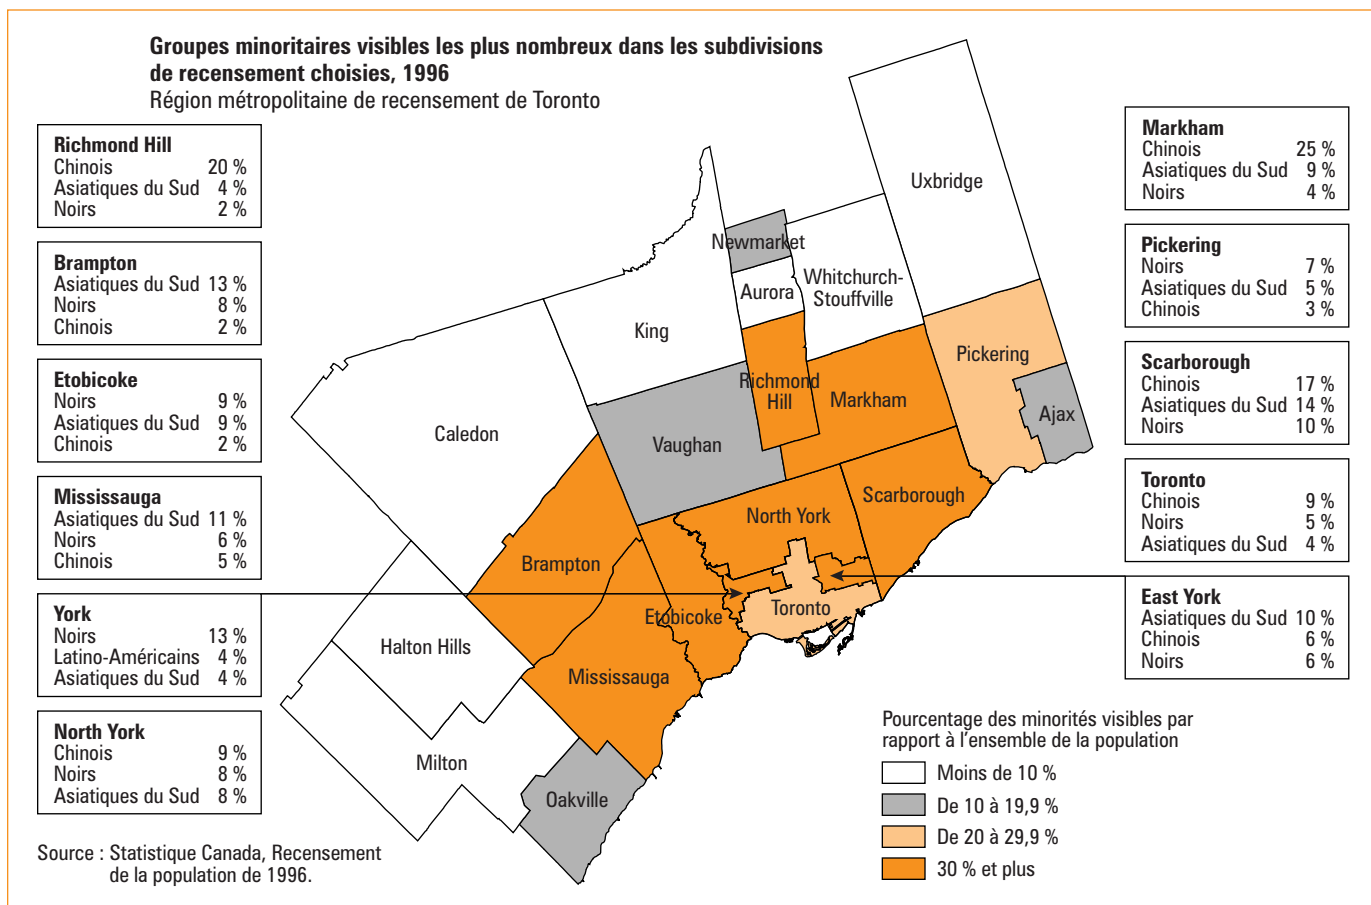 Groupes minoritaires visibles les plus nombreux dans les subdivisions
de recensement choisies, 1996
Région métropolitaine de recensement de Toronto
Richmond Hill
Chinois 20 %
Asiatiques du Sud 4 %
Noirs 2 %
Brampton
Asiatiques du Sud 13 %
Noirs 8 %
Chinois 2 %
Etobicoke
Noirs 9 %
Asiatiques du Sud 9 %
Chinois 2 %
Mississauga
Asiatiques du Sud 11 %
Noirs 6 %
Chinois 5 %
York
Noirs 13 %
Latino-Américains 4 %
Asiatiques du Sud 4 %
North York
Chinois 9 %
Noirs 8 %
Asiatiques du Sud 8 %
Markham
Chinois 25 %
Asiatiques du Sud 9 %
Noirs 4 %
Pickering
Noirs 7 %
Asiatiques du Sud 5 %
Chinois 3 %
Scarborough
Chinois 17 %
Asiatiques du Sud 14 %
Noirs 10 %
Toronto
Chinois 9 %
Noirs 5 %
Asiatiques du Sud 4 %
East York
Asiatiques du Sud 10 %
Chinois 6 %
Noirs 6 %
Uxbridge
Newmarket
Whitchurch-
Stouffville
Aurora
King
Pickering
Richmond
Hill
Markham
Ajax
Caledon
Vaughan
Scarborough
North York
Brampton
Toronto
Etobicoke
Halton Hills
Mississauga
Milton
Oakville
Pourcentage des minorités visibles par
rapport à l'ensemble de la population
Moins de 10 %
De 10 à 19,9 %
De 20 à 29,9 %
30 % et plus
Source : Statistique Canada, Recensement
de la population de 1996.